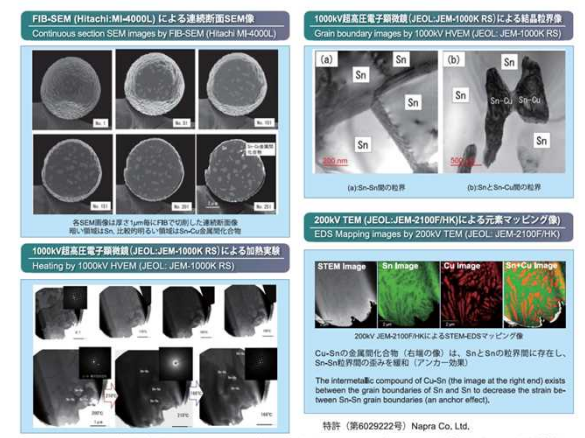 FIB-SEM (Hitachi:MI-4000L) による連続断面SEM像
Continuous section SEM images by FIB-SEM (Hitachi MI-4000L)
No.1
No.51
No.101
Sn-Cu金属間
化合物
No.151
No.201
No.251
各SEM画像は厚さ1μm毎にFIBで切削した連続断面像
暗い領域はSn, 比較的明るい領域はSn-Cu金属間化合物
1000kV超高圧電子顕微鏡(JEOL:JEM-1000K RS)による加熱実験
Heating by 1000kV HVEM (JEOL: JEM-1000K RS)
1000kV超高圧電子顕微鏡(JEOL:JEM-1000K RS)による結晶粒界像
Grain boundary images by 1000kV HVEM (JEOL: JEM-1000K RS)
(a)
Sn
Sn
Sn
(b)
Sn
Sn-Cu
Sn-Cu
Sn
Sn
500 nm
(a):Sn-Sn間の粒界
(b):SnとSn-Cu間の粒界
200kV TEM (JEOL:JEM-2100F/HK)による元素マッピング像)
EDS Mapping images by 200kV TEM (JEOL: JEM-2100F/HK)
STEM Image
Sn Image
Cu Image
Sn+Cu Image
200kV JEM-2100F/HKによるSTEM-EDSマッピング像
Cu-Snの金属間化合物（右端の像）は、SnとSnの粒界間に存在し、
Sn-Sn粒界間の歪みを緩和（アンカー効果）
The intermetallic compound of Cu-Sn (the image at the right end) exists
between the grain boundaries of Sn and Sn to decrease the strain be-
tween Sn-Sn grain boundaries (an anchor effect).
特許（第6029222号）Napra Co, Ltd,